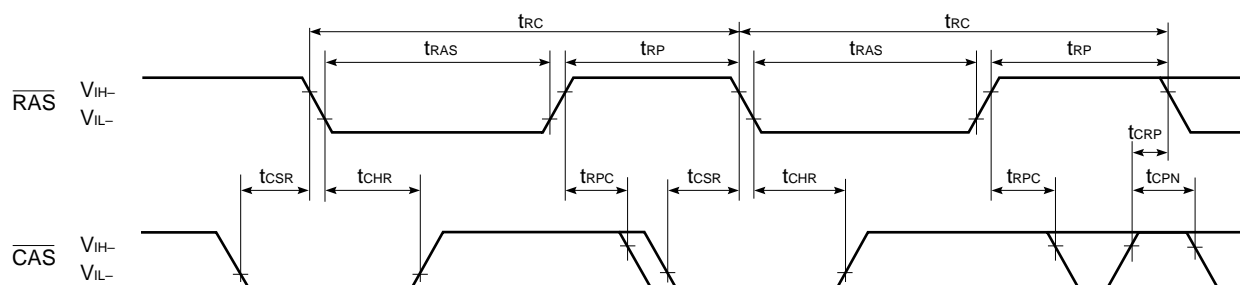 tRC tRC
tRAS tRP tRAS tRP
RAS VIH–
VIL–
tCRP
tCSR tCHR tRPC tCSR tCHR tRPC tCPN
CAS VIH–
VIL–